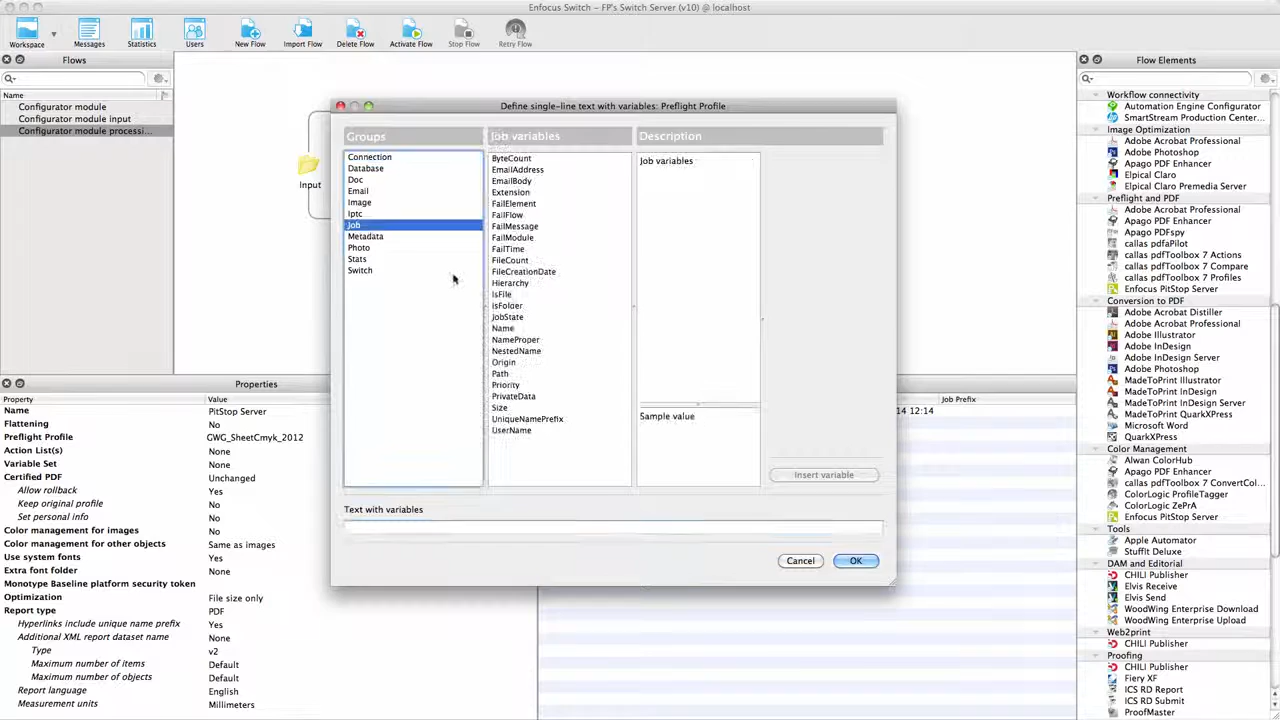 Enfocus Switch – FP's Switch Server (v10) @ localhost
Workspace
Messages
Statistics
Users
New Flow
Import Flow
Delete Flow
Activate Flow
Stop Flow
Retry Flow
Flows
Name
Configurator module
Configurator module input
Configurator module processi...
Input
Define single-line text with variables: Preflight Profile
Groups
Connection
Database
Doc
Email
Image
Iptc
Job
Metadata
Photo
Stats
Switch
Job variables
ByteCount
EmailAddress
EmailBody
Extension
FailElement
FailFlow
FailMessage
FailModule
FailTime
FileCount
FileCreationDate
Hierarchy
IsFile
IsFolder
JobState
Name
NameProper
NestedName
Origin
Path
Priority
PrivateData
Size
UniqueNamePrefix
UserName
Description
Job variables
Sample value
Insert variable
Text with variables
Cancel
OK
Properties
Property Value
Name PitStop Server
Flattening No
Preflight Profile GWG_SheetCmyk_2012
Action List(s) None
Variable Set None
Certified PDF Unchanged
Allow rollback Yes
Keep original profile No
Set personal info No
Color management for images No
Color management for other objects Same as images
Use system fonts Yes
Extra font folder None
Monotype Baseline platform security token
Optimization File size only
Report type PDF
Hyperlinks include unique name prefix Yes
Additional XML report dataset name None
Type v2
Maximum number of items Default
Maximum number of objects Default
Report language English
Measurement units Millimeters
Job Prefix
14 12:14
Flow Elements
Workflow connectivity
Automation Engine Configurator
SmartStream Production Center...
Image Optimization
Adobe Acrobat Professional
Adobe Photoshop
Apago PDF Enhancer
Elpical Claro
Elpical Claro Premedia Server
Preflight and PDF
Adobe Acrobat Professional
Apago PDF Enhancer
Apago PDFspy
callas pdfaPilot
callas pdfToolbox 7 Actions
callas pdfToolbox 7 Compare
callas pdfToolbox 7 Profiles
Enfocus PitStop Server
Conversion to PDF
Adobe Acrobat Distiller
Adobe Acrobat Professional
Adobe Illustrator
Adobe InDesign
Adobe InDesign Server
Adobe Photoshop
MadeToPrint Illustrator
MadeToPrint InDesign
MadeToPrint InDesign Server
MadeToPrint QuarkXPress
Microsoft Word
QuarkXPress
Color Management
Alwan ColorHub
Apago PDF Enhancer
callas pdfToolbox 7 ConvertCol...
ColorLogic ProfileTagger
ColorLogic ZePrA
Enfocus PitStop Server
Tools
Apple Automator
StuffIt Deluxe
DAM and Editorial
CHILI Publisher
Elvis Receive
Elvis Send
WoodWing Enterprise Download
WoodWing Enterprise Upload
Web2print
CHILI Publisher
Proofing
CHILI Publisher
Fiery XF
ICS RD Report
ICS RD Submit
ProofMaster